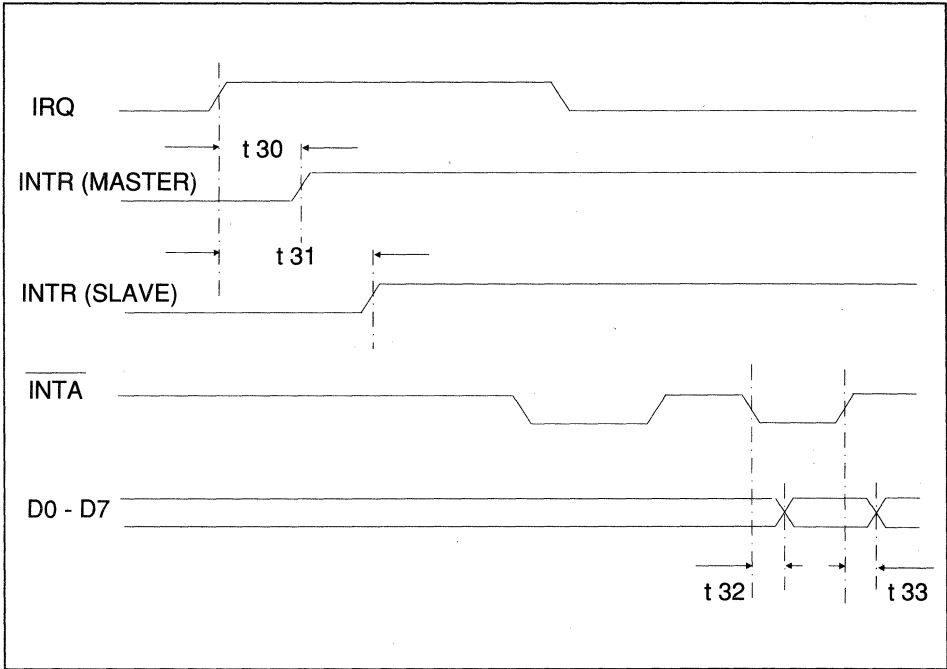 IRQ
t 30
INTR (MASTER)
t 31
INTR (SLAVE)
INTA
D0 - D7
t 32
t 33